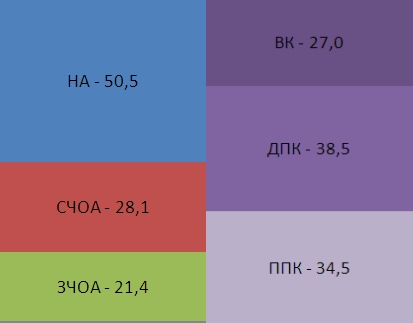 НА - 50,5
СЧОА - 28,1
ЗЧОА - 21,4
ВК - 27,0
ДПК - 38,5
ППК - 34,5